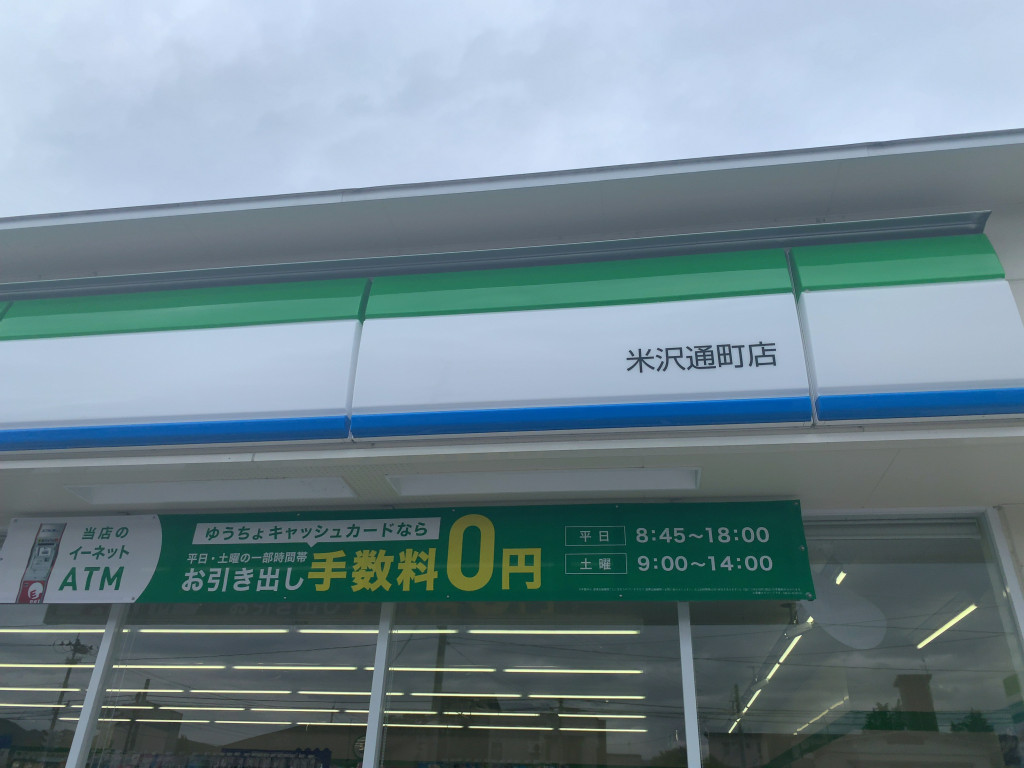 米沢通町店
当店の
イーネット
ATM
ゆうちょキャッシュカードなら
平日・土曜の一部時間帯
お引き出し手数料0円
平日 8:45～18:00
土曜 9:00～14:00